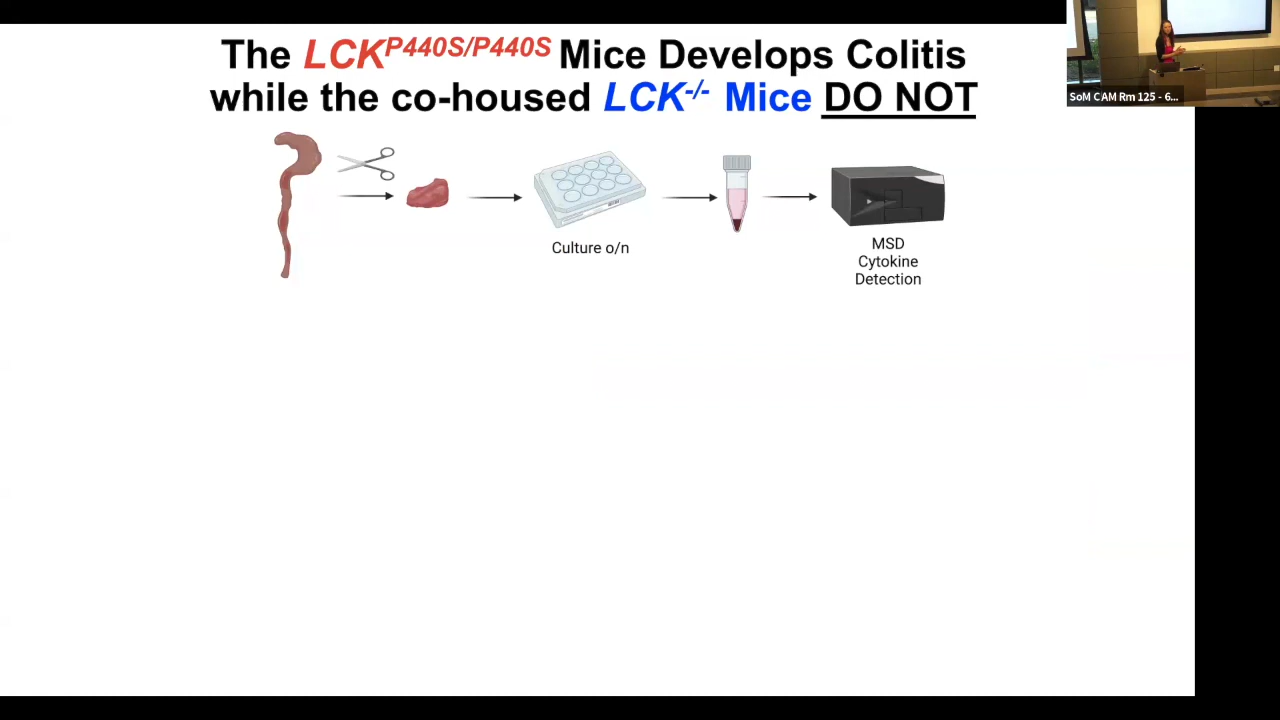 The LCKP440S/P440S Mice Develops Colitis
while the co-housed LCK-/- Mice DO NOT
SoM CAM Rm 125 - 6...
Culture o/n
MSD
Cytokine
Detection